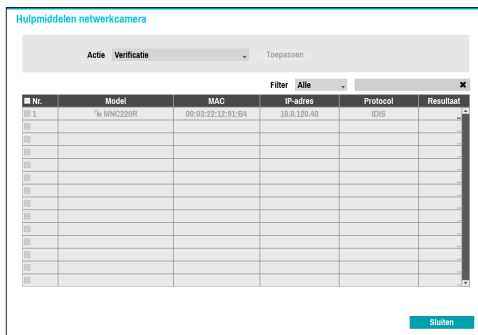 Hulpmiddelen netwerkcamera
Actie Verificatie Toepassen
Filter Alle
Nr. Model MAC IP-adres Protocol Resultaat
1 MNC220R 00:03:22:12:91:B4 10.0.120.40 IDIS
Sluiten